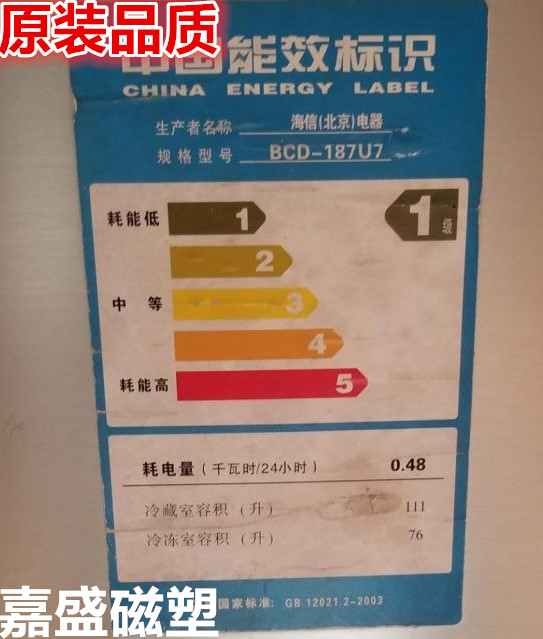 原装品质
中国能效标识
CHINA ENERGY LABEL
生产者名称 海信(北京)电器
规格型号 BCD-187U7
耗能低 1 1级
2
中 等 3
4
耗能高 5
耗电量(千瓦时/24小时) 0.48
冷藏室容积(升) 111
冷冻室容积(升) 76
国家标准: GB 12021.2-2003
嘉盛磁塑